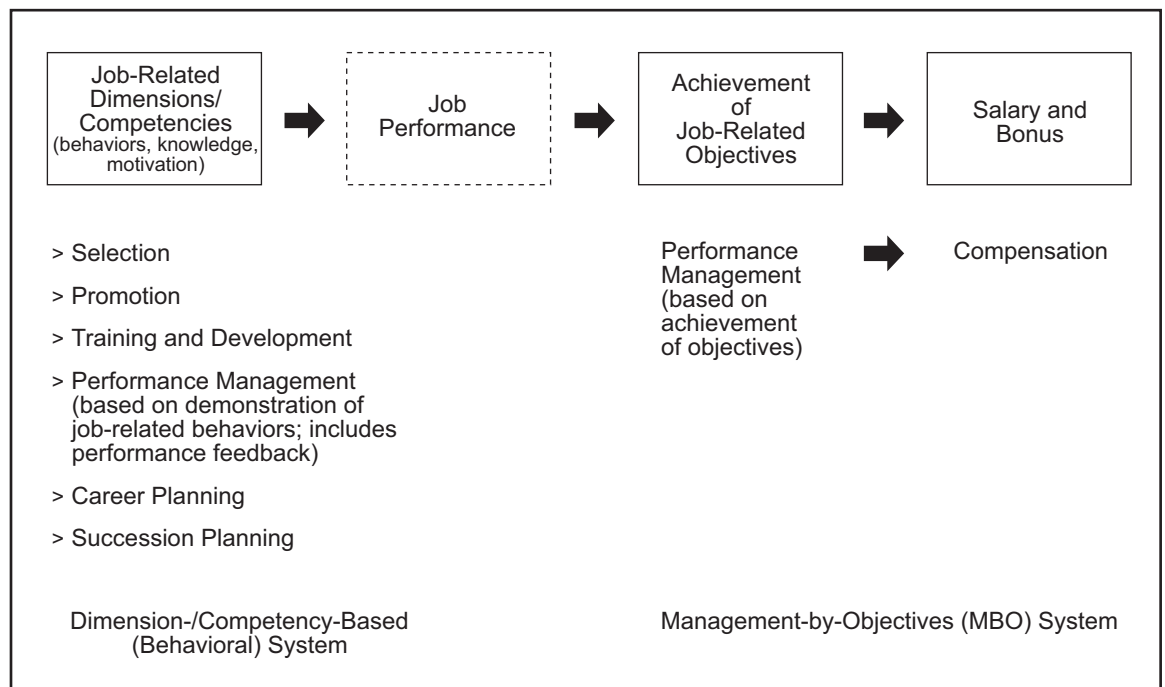 Job-Related
Dimensions/
Competencies
(behaviors, knowledge,
motivation)
Job
Performance
Achievement
of
Job-Related
Objectives
Salary and
Bonus
> Selection
> Promotion
> Training and Development
> Performance Management
(based on demonstration of
job-related behaviors; includes
performance feedback)
> Career Planning
> Succession Planning
Performance
Management
(based on
achievement
of objectives)
Compensation
Dimension-/Competency-Based
(Behavioral) System
Management-by-Objectives (MBO) System